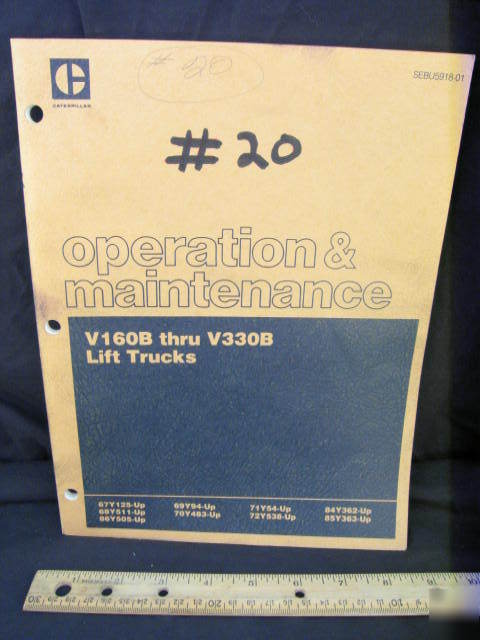 # 20
SEBU5918-01
CATERPILLAR
# 20
operation &
maintenance
V160B thru V330B
Lift Trucks
67Y125-Up 69Y94-Up 71Y54-Up 84Y362-Up
68Y511-Up 70Y483-Up 72Y536-Up 85Y363-Up
86Y505-Up